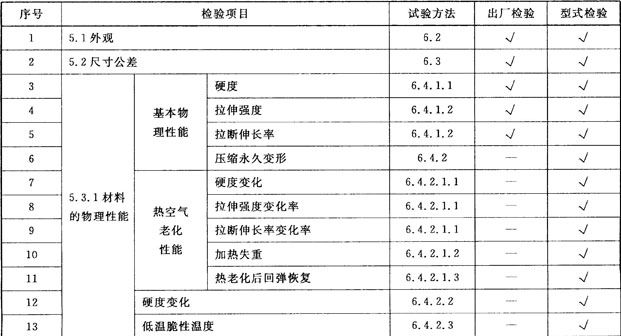 序号 检验项目 试验方法 出厂检验 型式检验
1 5.1外观 6.2 √ √
2 5.2尺寸公差 6.3 √ √
3 5.3.1材料的物理性能 基本物理性能 硬度 6.4.1.1 √ √
4 拉伸强度 6.4.1.2 √ √
5 拉断伸长率 6.4.1.2 √ √
6 压缩永久变形 6.4.2 — √
7 热空气老化性能 硬度变化 6.4.2.1.1 — √
8 拉伸强度变化率 6.4.2.1.1 — √
9 拉断伸长率变化率 6.4.2.1.1 — √
10 加热失重 6.4.2.1.2 — √
11 热老化后回弹恢复 6.4.2.1.3 — √
12 硬度变化 6.4.2.2 — √
13 低温脆性温度 6.4.2.3 — √